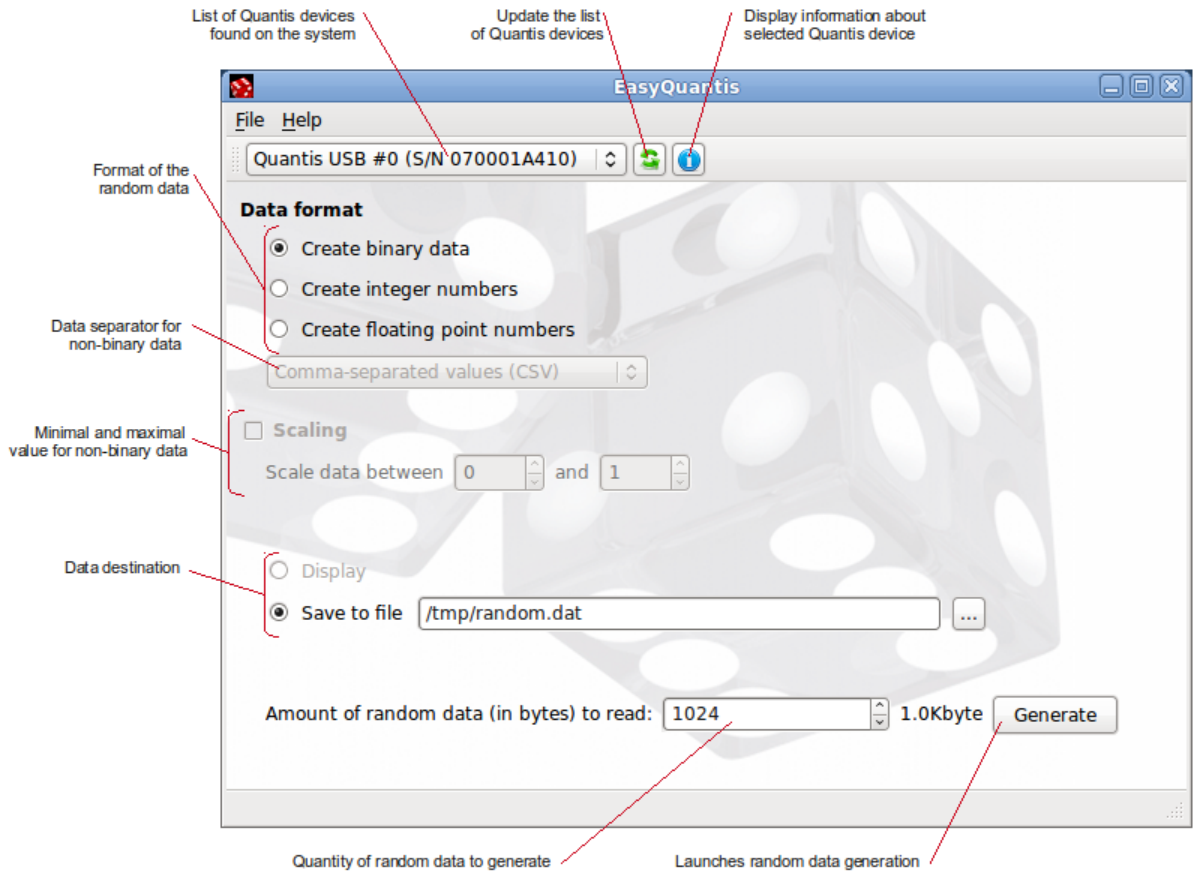 List of Quantis devices
found on the system
Update the list
of Quantis devices
Display information about
selected Quantis device
EasyQuantis
File Help
Quantis USB #0 (S/N 070001A410)
Format of the
random data
Data format
Create binary data
Create integer numbers
Create floating point numbers
Data separator for
non-binary data
Comma-separated values (CSV)
Minimal and maximal
value for non-binary data
Scaling
Scale data between 0 and 1
Data destination
Display
Save to file /tmp/random.dat ...
Amount of random data (in bytes) to read: 1024 1.0Kbyte Generate
Quantity of random data to generate
Launches random data generation